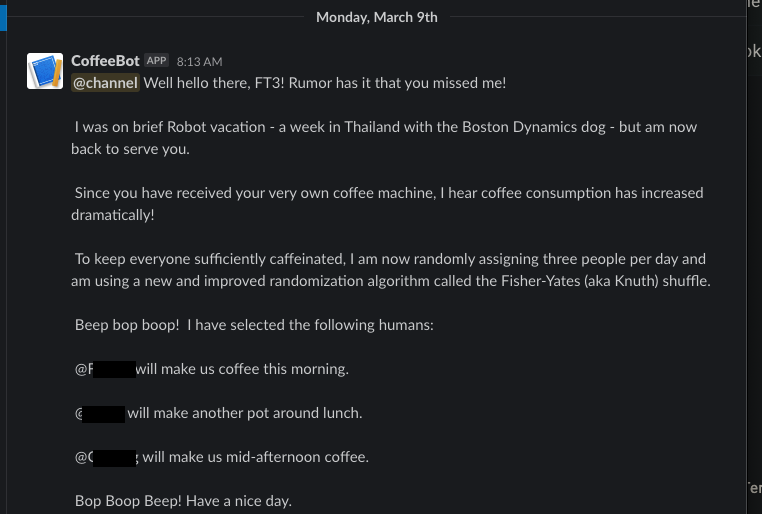 Monday, March 9th
CoffeeBot APP 8:13 AM
@channel Well hello there, FT3! Rumor has it that you missed me!
I was on brief Robot vacation - a week in Thailand with the Boston Dynamics dog - but am now
back to serve you.
Since you have received your very own coffee machine, I hear coffee consumption has increased
dramatically!
To keep everyone sufficiently caffeinated, I am now randomly assigning three people per day and
am using a new and improved randomization algorithm called the Fisher-Yates (aka Knuth) shuffle.
Beep bop boop! I have selected the following humans:
will make us coffee this morning.
will make another pot around lunch.
will make us mid-afternoon coffee.
Bop Boop Beep! Have a nice day.